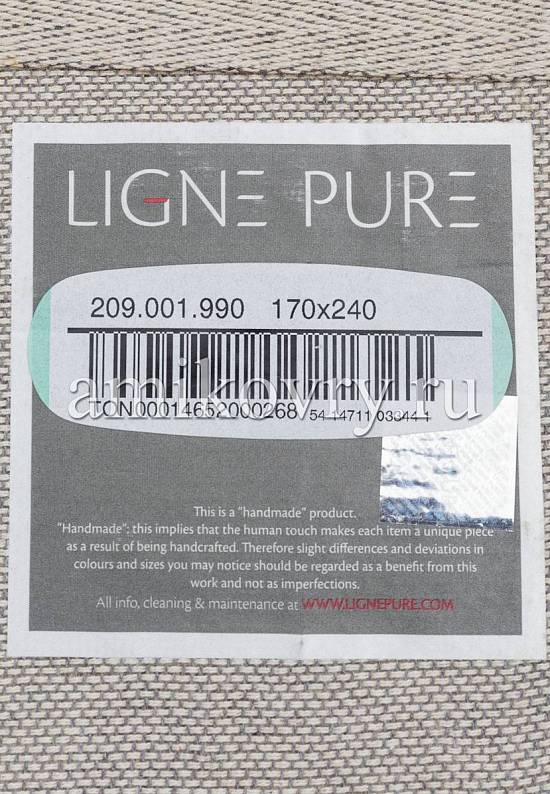 LIGNE PURE
209.001.990 170x240
amikovry.ru
TON00014652000268 54 14711 03344 1
This is a "handmade" product.
"Handmade"; this implies that the human touch makes each item a unique piece
as a result of being handcrafted. Therefore slight differences and deviations in
colours and sizes you may notice should be regarded as a benefit from this
work and not as imperfections.
All info, cleaning & maintenance at WWW.LIGNEPURE.COM